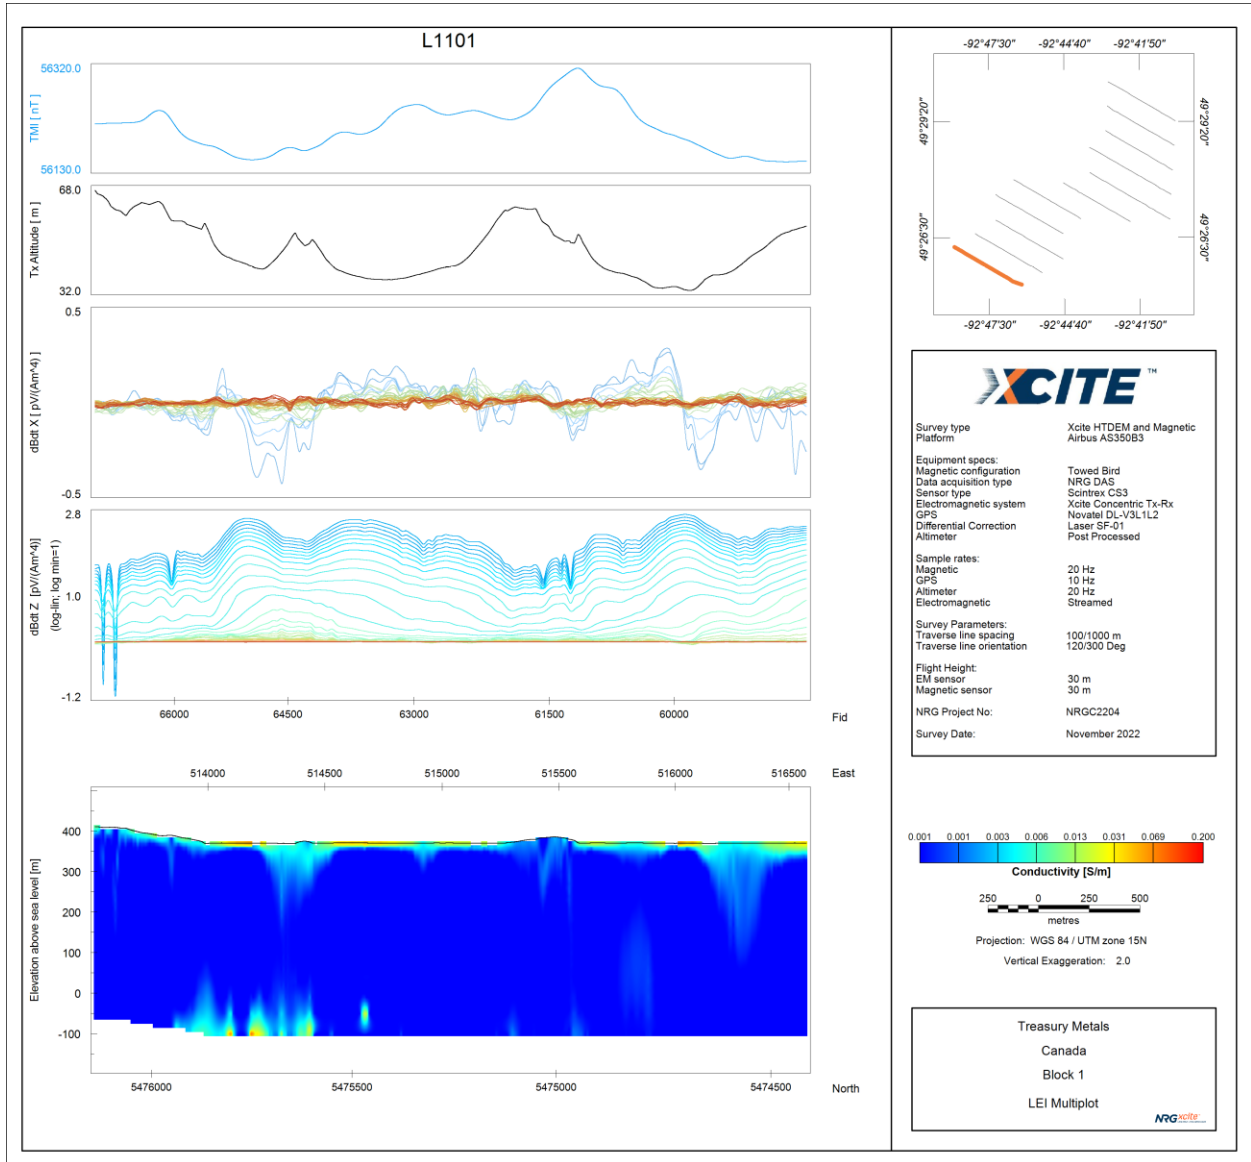 L1101
56320.0
TMI [ nT ]
56130.0
68.0
Tx Altitude [ m ]
32.0
0.5
dBdt X [ pV/(Am^4) ]
-0.5
2.8
dBdt Z [pV/(Am^4)]
(log-lin: log min=1)
1.0
-1.2
66000 64500 63000 61500 60000 Fid
514000 514500 515000 515500 516000 516500 East
Elevation above sea level [m]
400
300
200
100
0
-100
5476000 5475500 5475000 5474500 North
-92°47'30" -92°44'40" -92°41'50"
49°29'20" 49°29'20"
49°26'30" 49°26'30"
-92°47'30" -92°44'40" -92°41'50"
XCITE ™
Survey type Xcite HTDEM and Magnetic
Platform Airbus AS350B3
Equipment specs:
Magnetic configuration Towed Bird
Data acquisition type NRG DAS
Sensor type Scintrex CS3
Electromagnetic system Xcite Concentric Tx-Rx
GPS Novatel DL-V3L1L2
Differential Correction Laser SF-01
Altimeter Post Processed
Sample rates:
Magnetic 20 Hz
GPS 10 Hz
Altimeter 20 Hz
Electromagnetic Streamed
Survey Parameters:
Traverse line spacing 100/1000 m
Traverse line orientation 120/300 Deg
Flight Height:
EM sensor 30 m
Magnetic sensor 30 m
NRG Project No: NRGC2204
Survey Date: November 2022
0.001 0.001 0.003 0.006 0.013 0.031 0.069 0.200
Conductivity [S/m]
250 0 250 500
metres
Projection: WGS 84 / UTM zone 15N
Vertical Exaggeration: 2.0
Treasury Metals
Canada
Block 1
LEI Multiplot
NRG xcite